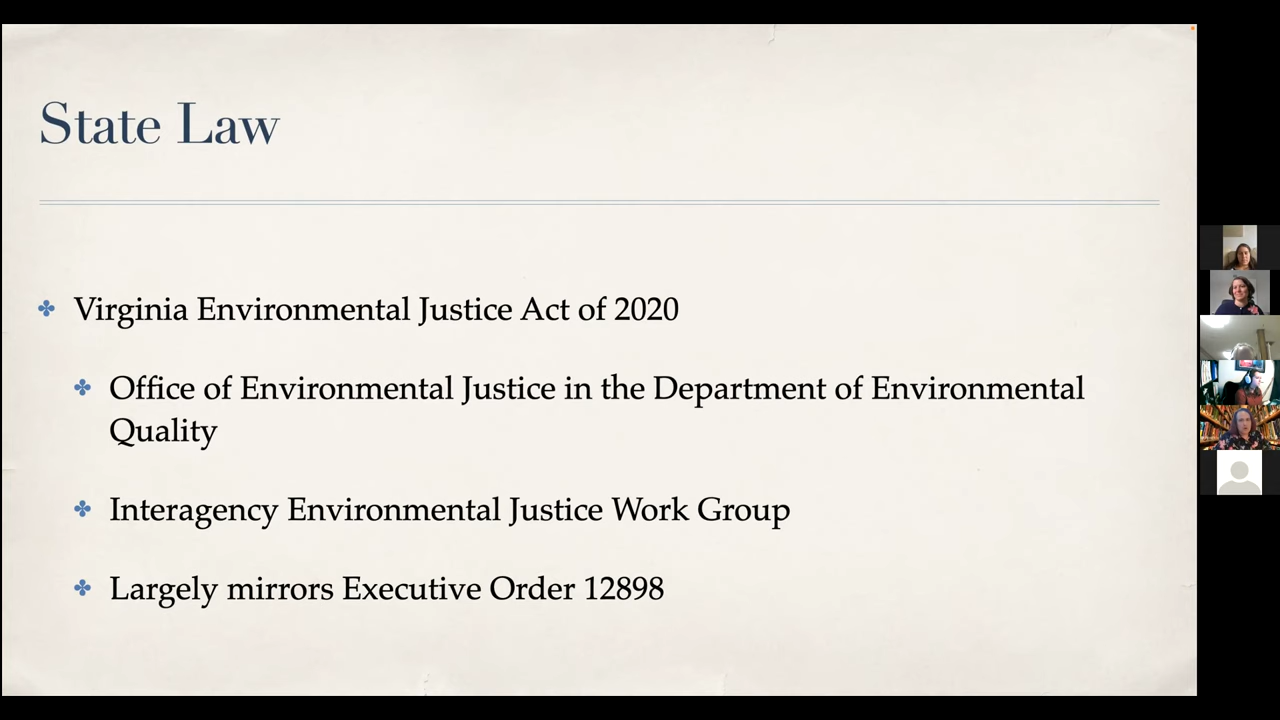 State Law
Virginia Environmental Justice Act of 2020
Office of Environmental Justice in the Department of Environmental
Quality
Interagency Environmental Justice Work Group
Largely mirrors Executive Order 12898